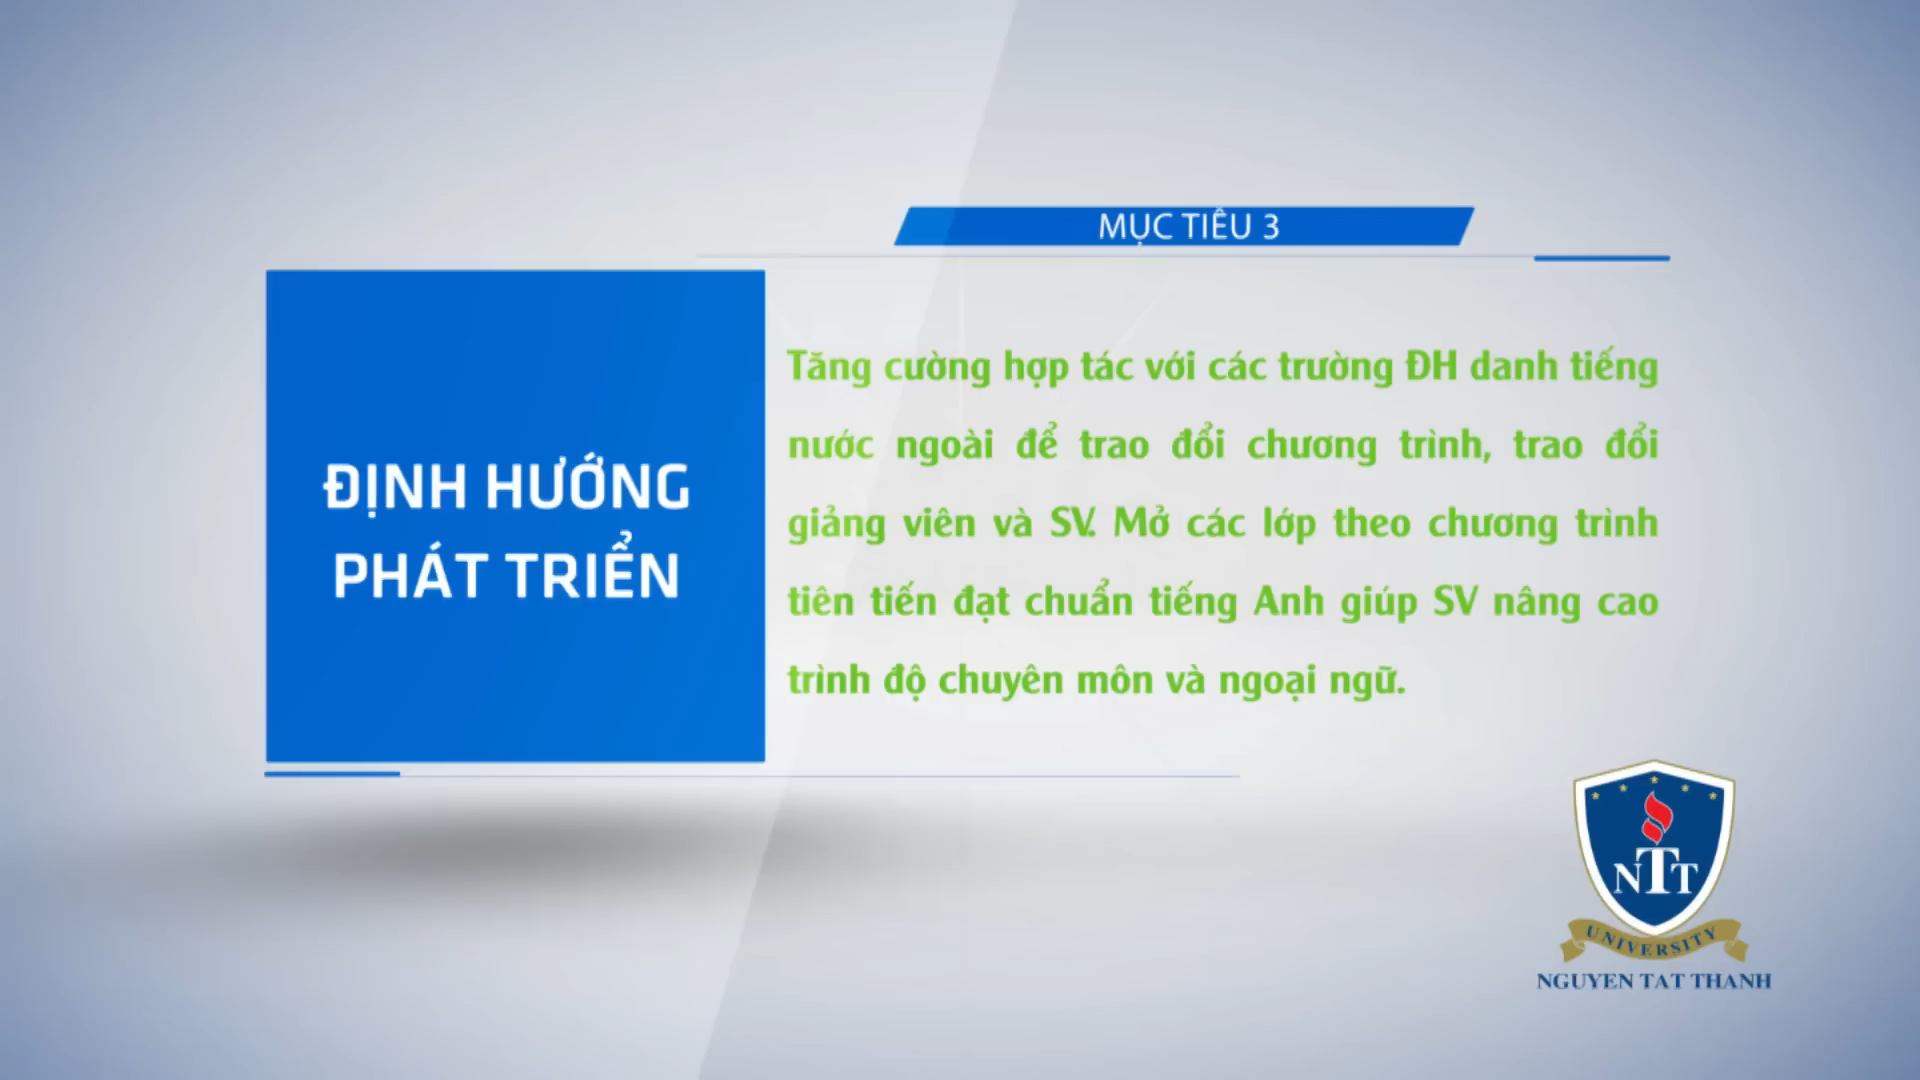 MỤC TIÊU 3
ĐỊNH HƯỚNG
PHÁT TRIỂN
Tăng cường hợp tác với các trường ĐH danh tiếng
nước ngoài để trao đổi chương trình, trao đổi
giảng viên và SV. Mở các lớp theo chương trình
tiên tiến đạt chuẩn tiếng Anh giúp SV nâng cao
trình độ chuyên môn và ngoại ngữ.
NTT
UNIVERSITY
NGUYEN TAT THANH